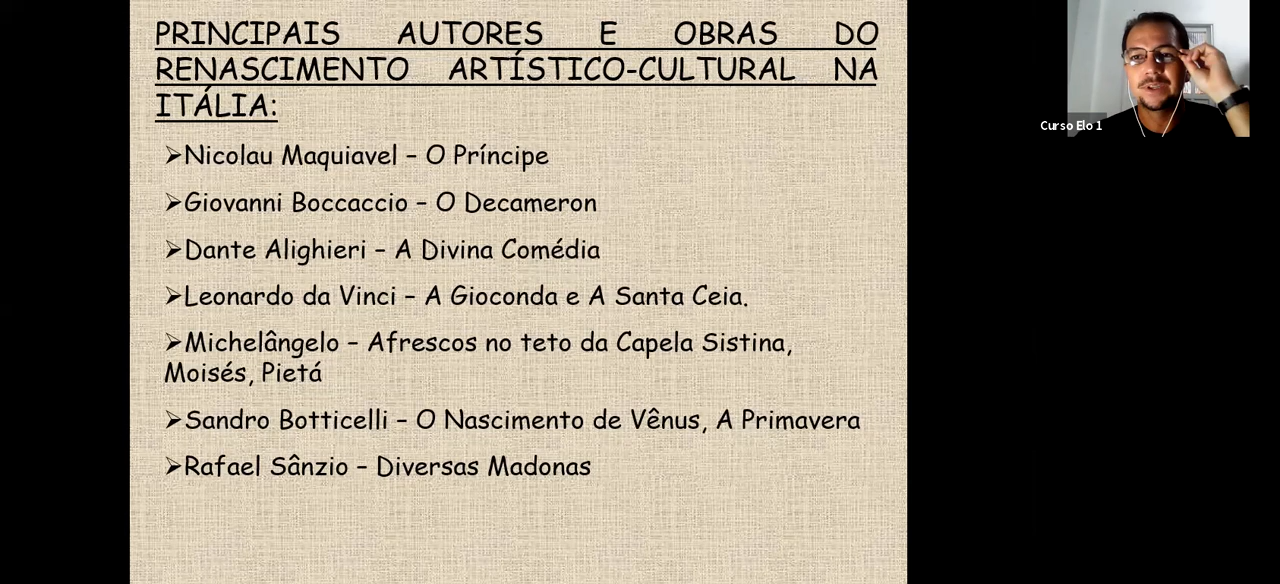 PRINCIPAIS AUTORES E OBRAS DO
RENASCIMENTO ARTÍSTICO-CULTURAL NA
ITÁLIA:
➢Nicolau Maquiavel – O Príncipe
➢Giovanni Boccaccio – O Decameron
➢Dante Alighieri – A Divina Comédia
➢Leonardo da Vinci – A Gioconda e A Santa Ceia.
➢Michelângelo – Afrescos no teto da Capela Sistina,
Moisés, Pietá
➢Sandro Botticelli – O Nascimento de Vênus, A Primavera
➢Rafael Sânzio – Diversas Madonas
Curso Elo 1